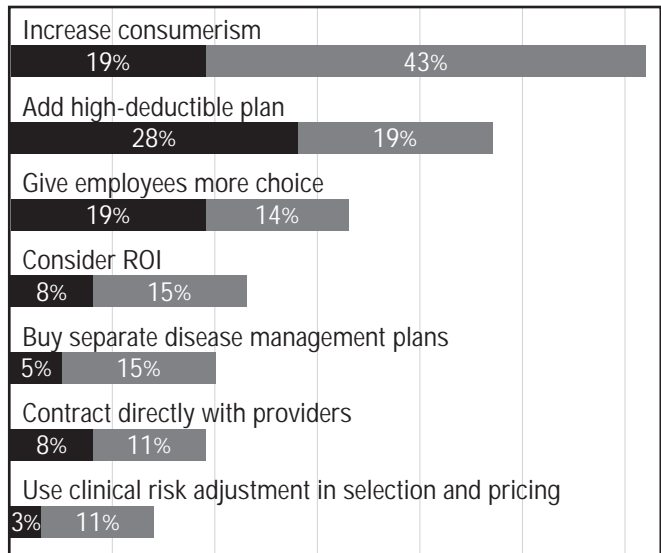 Increase consumerism
19% 43%
Add high-deductible plan
28% 19%
Give employees more choice
19% 14%
Consider ROI
8% 15%
Buy separate disease management plans
5% 15%
Contract directly with providers
8% 11%
Use clinical risk adjustment in selection and pricing
3% 11%